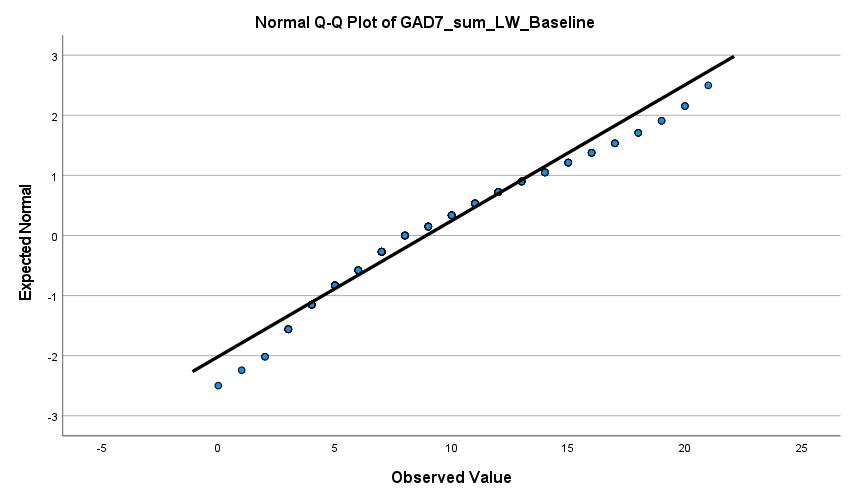 Normal Q-Q Plot of GAD7_sum_LW_Baseline
3
2
1
0
-1
-2
-3
Expected Normal
-5 0 5 10 15 20 25
Observed Value